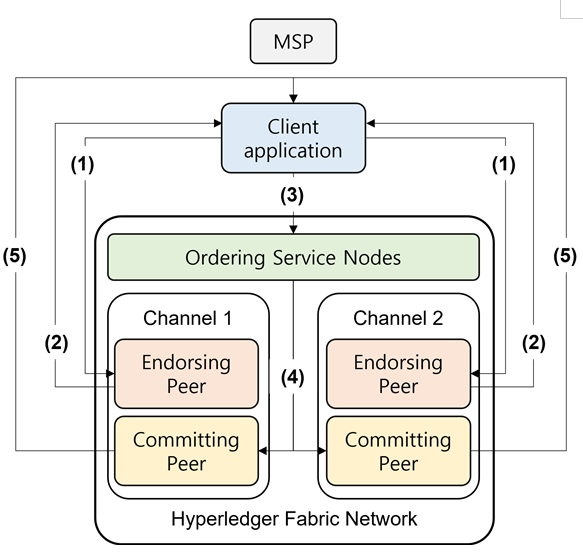 MSP
Client
application
(1)
(1)
(3)
(5)
(5)
Ordering Service Nodes
Channel 1
Channel 2
(2)
(2)
Endorsing
Peer
Endorsing
Peer
(4)
Committing
Peer
Committing
Peer
Hyperledger Fabric Network